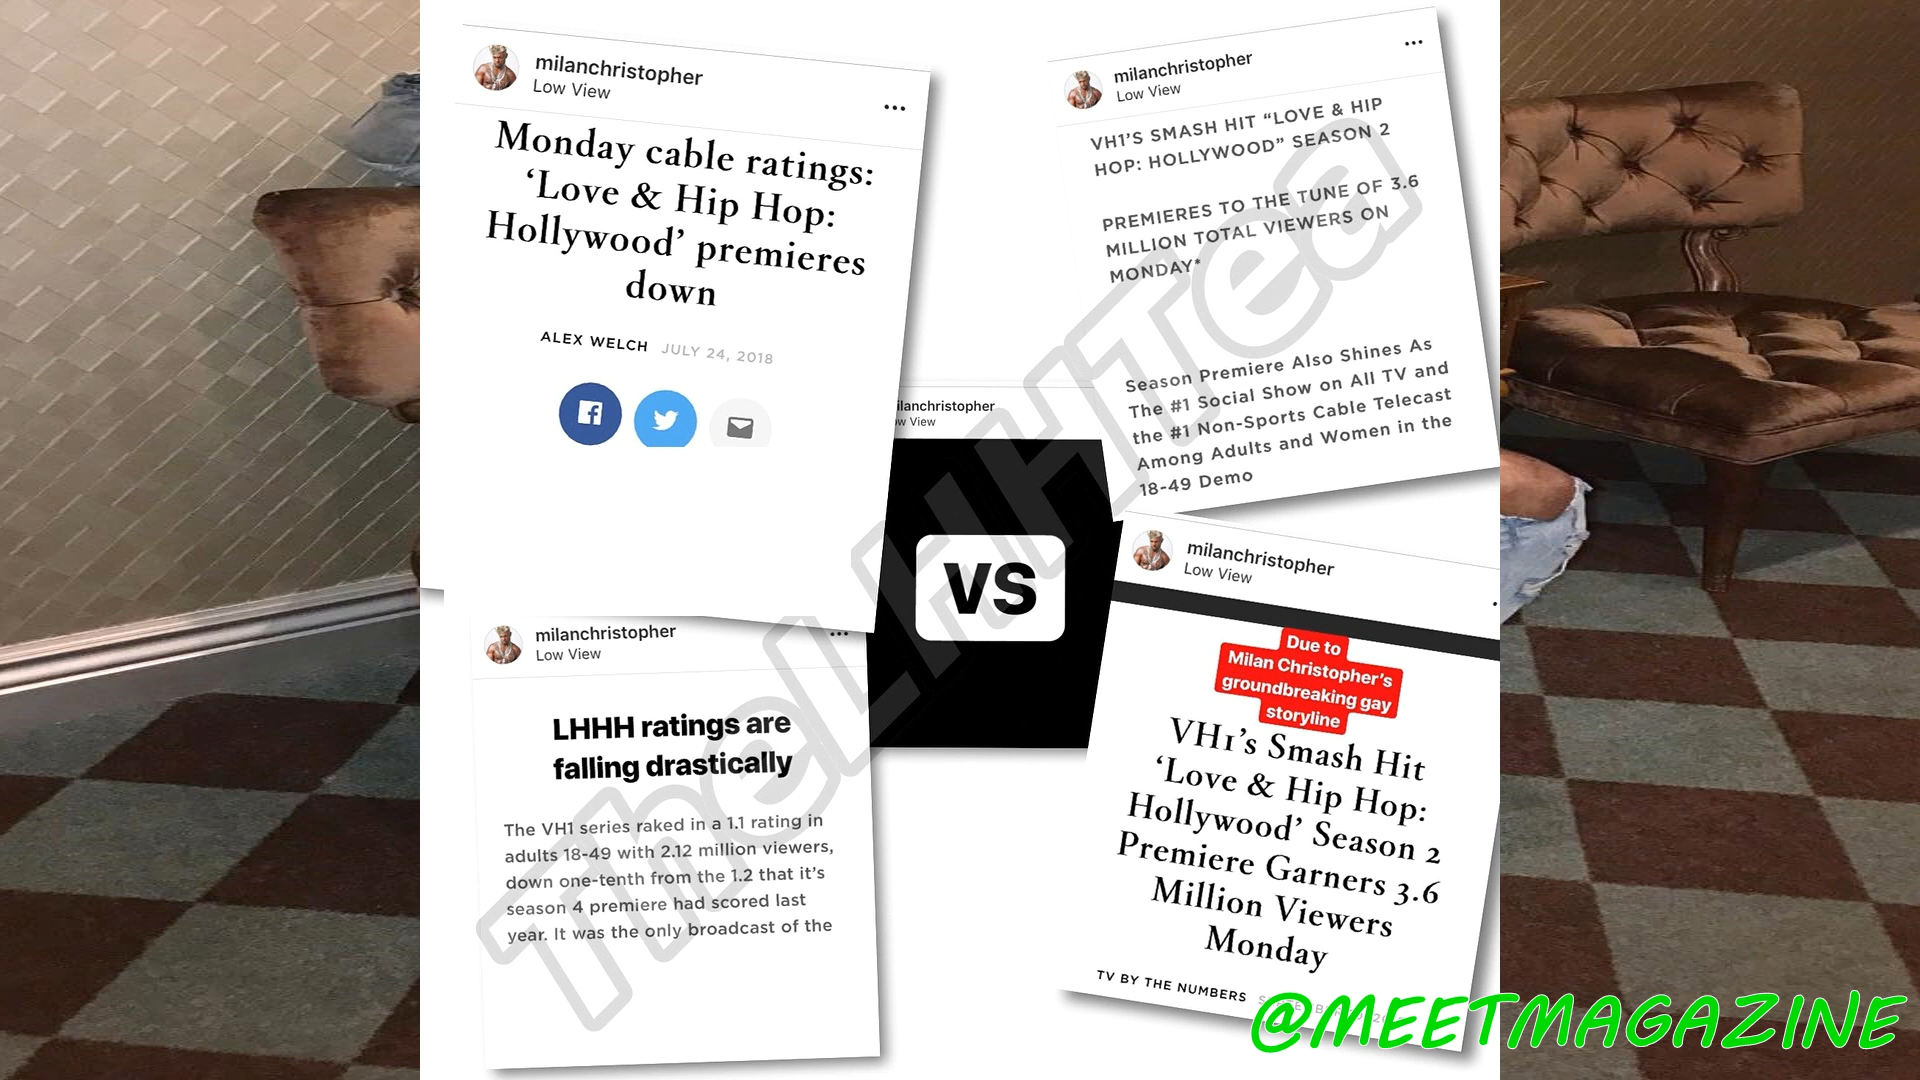 milanchristopher
Low View
Monday cable ratings:
‘Love & Hip Hop:
Hollywood’ premieres
down
ALEX WELCH JULY 24, 2018
milanchristopher
Low View
VH1’S SMASH HIT “LOVE & HIP
HOP: HOLLYWOOD” SEASON 2
PREMIERES TO THE TUNE OF 3.6
MILLION TOTAL VIEWERS ON
MONDAY*
Season Premiere Also Shines As
The #1 Social Show on All TV and
the #1 Non-Sports Cable Telecast
Among Adults and Women in the
18-49 Demo
ilanchristopher
ow View
VS
milanchristopher
Low View
LHHH ratings are
falling drastically
The VH1 series raked in a 1.1 rating in
adults 18-49 with 2.12 million viewers,
down one-tenth from the 1.2 that it’s
season 4 premiere had scored last
year. It was the only broadcast of the
milanchristopher
Low View
Due to
Milan Christopher’s
groundbreaking gay
storyline
VH1’s Smash Hit
‘Love & Hip Hop:
Hollywood’ Season 2
Premiere Garners 3.6
Million Viewers
Monday
TV BY THE NUMBERS
TheLHHTea
@MEETMAGAZINE